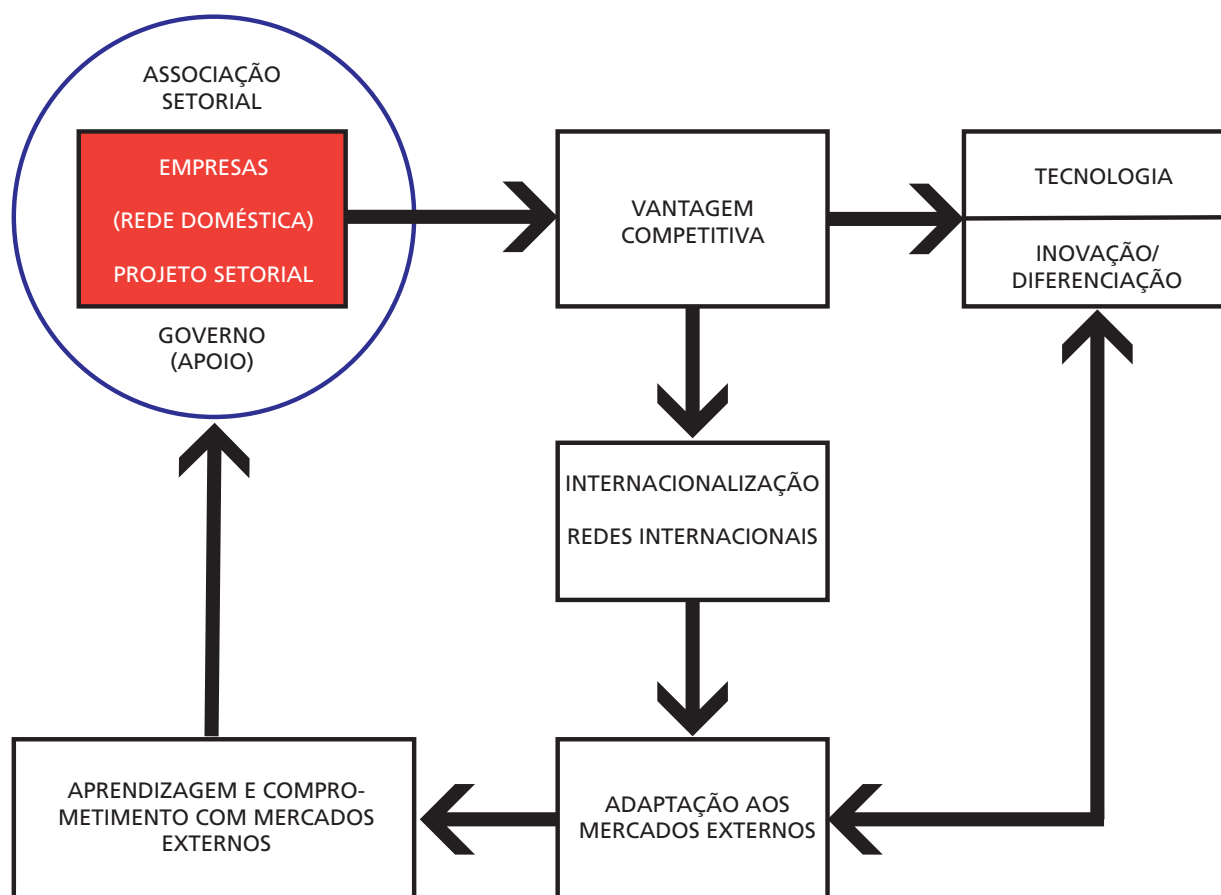 ASSOCIAÇÃO
SETORIAL
EMPRESAS
(REDE DOMÉSTICA)
PROJETO SETORIAL
GOVERNO
(APOIO)
VANTAGEM
COMPETITIVA
TECNOLOGIA
INOVAÇÃO/
DIFERENCIAÇÃO
INTERNACIONALIZAÇÃO
REDES INTERNACIONAIS
APRENDIZAGEM E COMPRO-
METIMENTO COM MERCADOS
EXTERNOS
ADAPTAÇÃO AOS
MERCADOS EXTERNOS